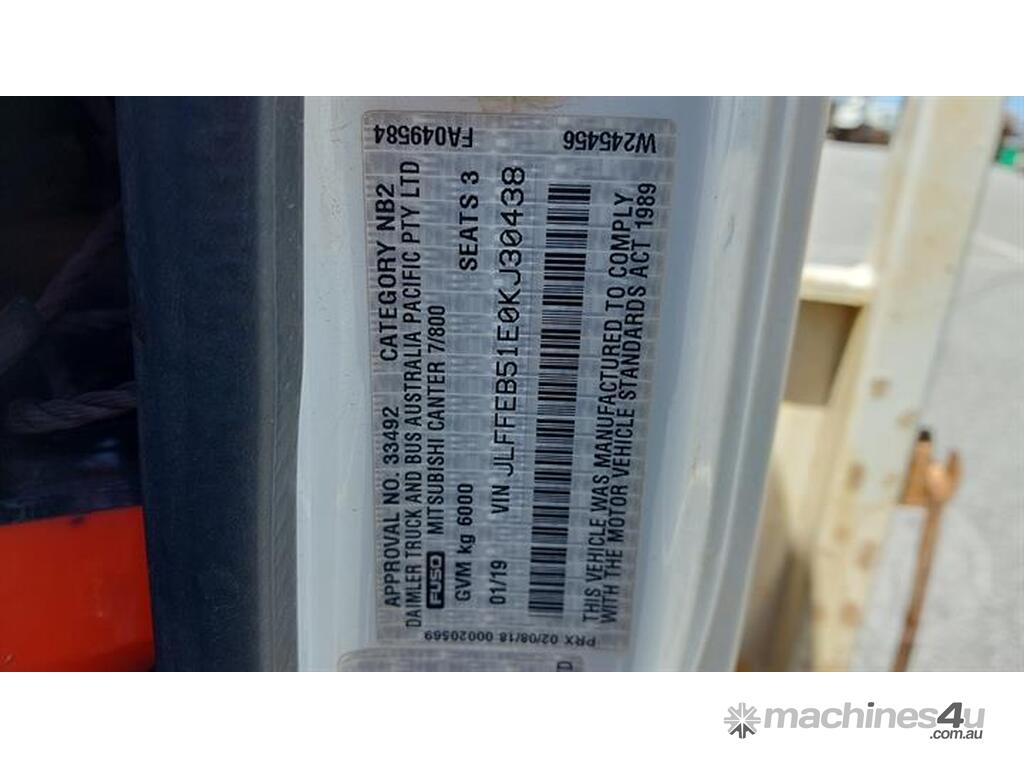 FA049584
W245456
APPROVAL NO. 33492 CATEGORY NB2
DAIMLER TRUCK AND BUS AUSTRALIA PACIFIC PTY LTD
FUSO MITSUBISHI CANTER 7/800
GVM kg 6000 SEATS 3
01/19 VIN JLFFEB51E0KJ30438
THIS VEHICLE WAS MANUFACTURED TO COMPLY
WITH THE MOTOR VEHICLE STANDARDS ACT 1989
PRX 02/08/18 00020569
TD
machines4u
.com.au